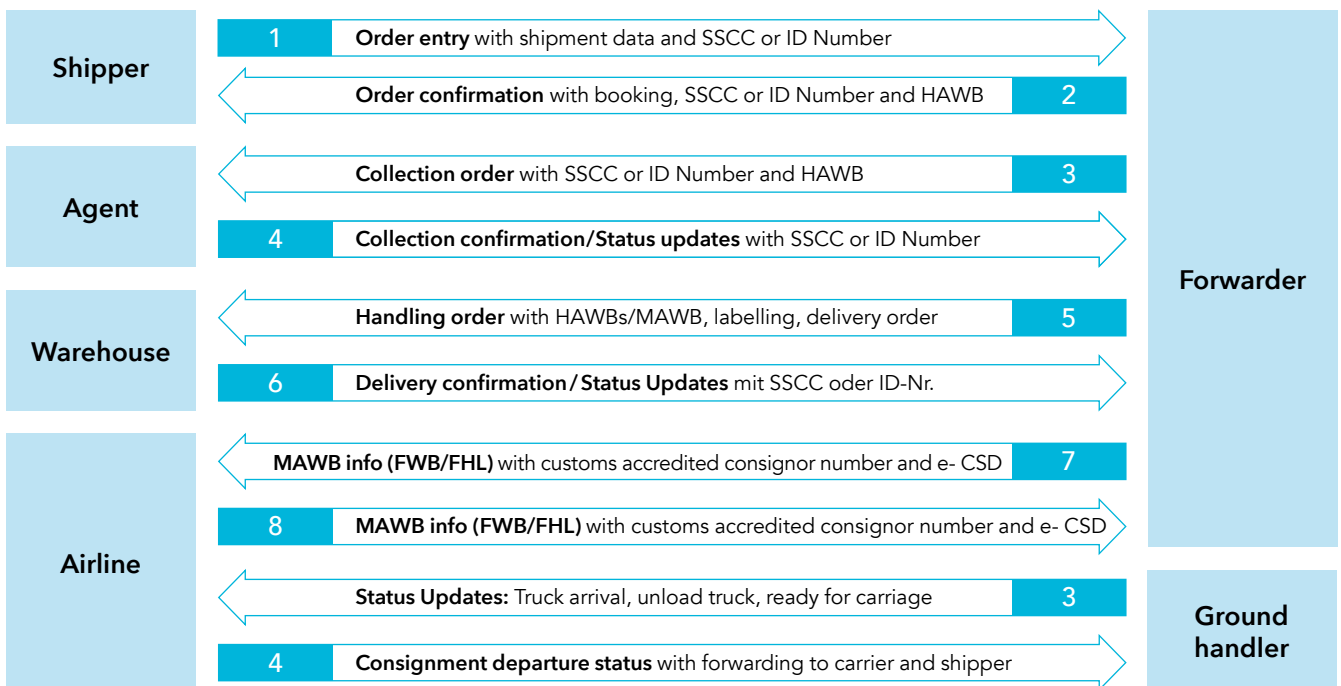 Shipper
1 Order entry with shipment data and SSCC or ID Number
Order confirmation with booking, SSCC or ID Number and HAWB 2
Agent
Collection order with SSCC or ID Number and HAWB 3
4 Collection confirmation/Status updates with SSCC or ID Number
Forwarder
Warehouse
Handling order with HAWBs/MAWB, labelling, delivery order 5
6 Delivery confirmation/Status Updates mit SSCC oder ID-Nr.
Airline
MAWB info (FWB/FHL) with customs accredited consignor number and e- CSD 7
8 MAWB info (FWB/FHL) with customs accredited consignor number and e- CSD
Status Updates: Truck arrival, unload truck, ready for carriage 3
4 Consignment departure status with forwarding to carrier and shipper
Ground
handler